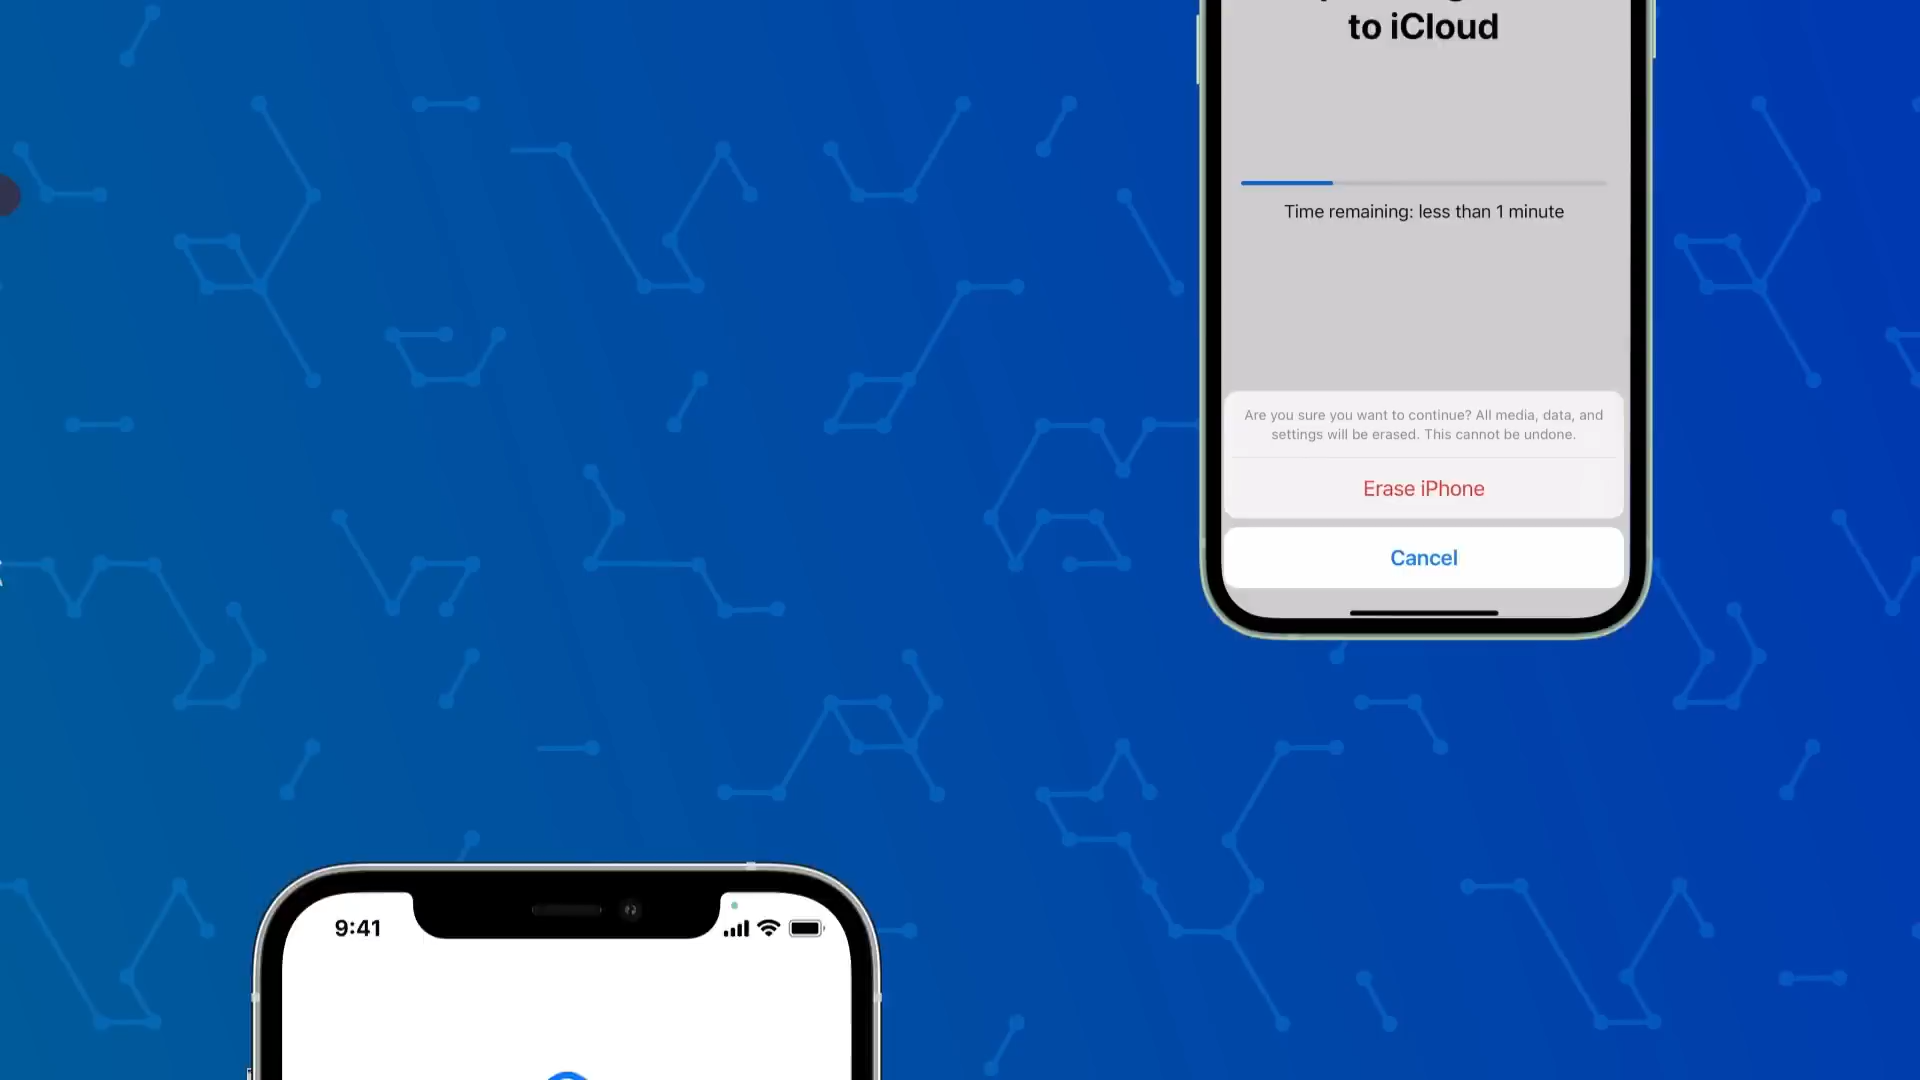 to iCloud
Time remaining: less than 1 minute
Are you sure you want to continue? All media, data, and
settings will be erased. This cannot be undone.
Erase iPhone
Cancel
9:41